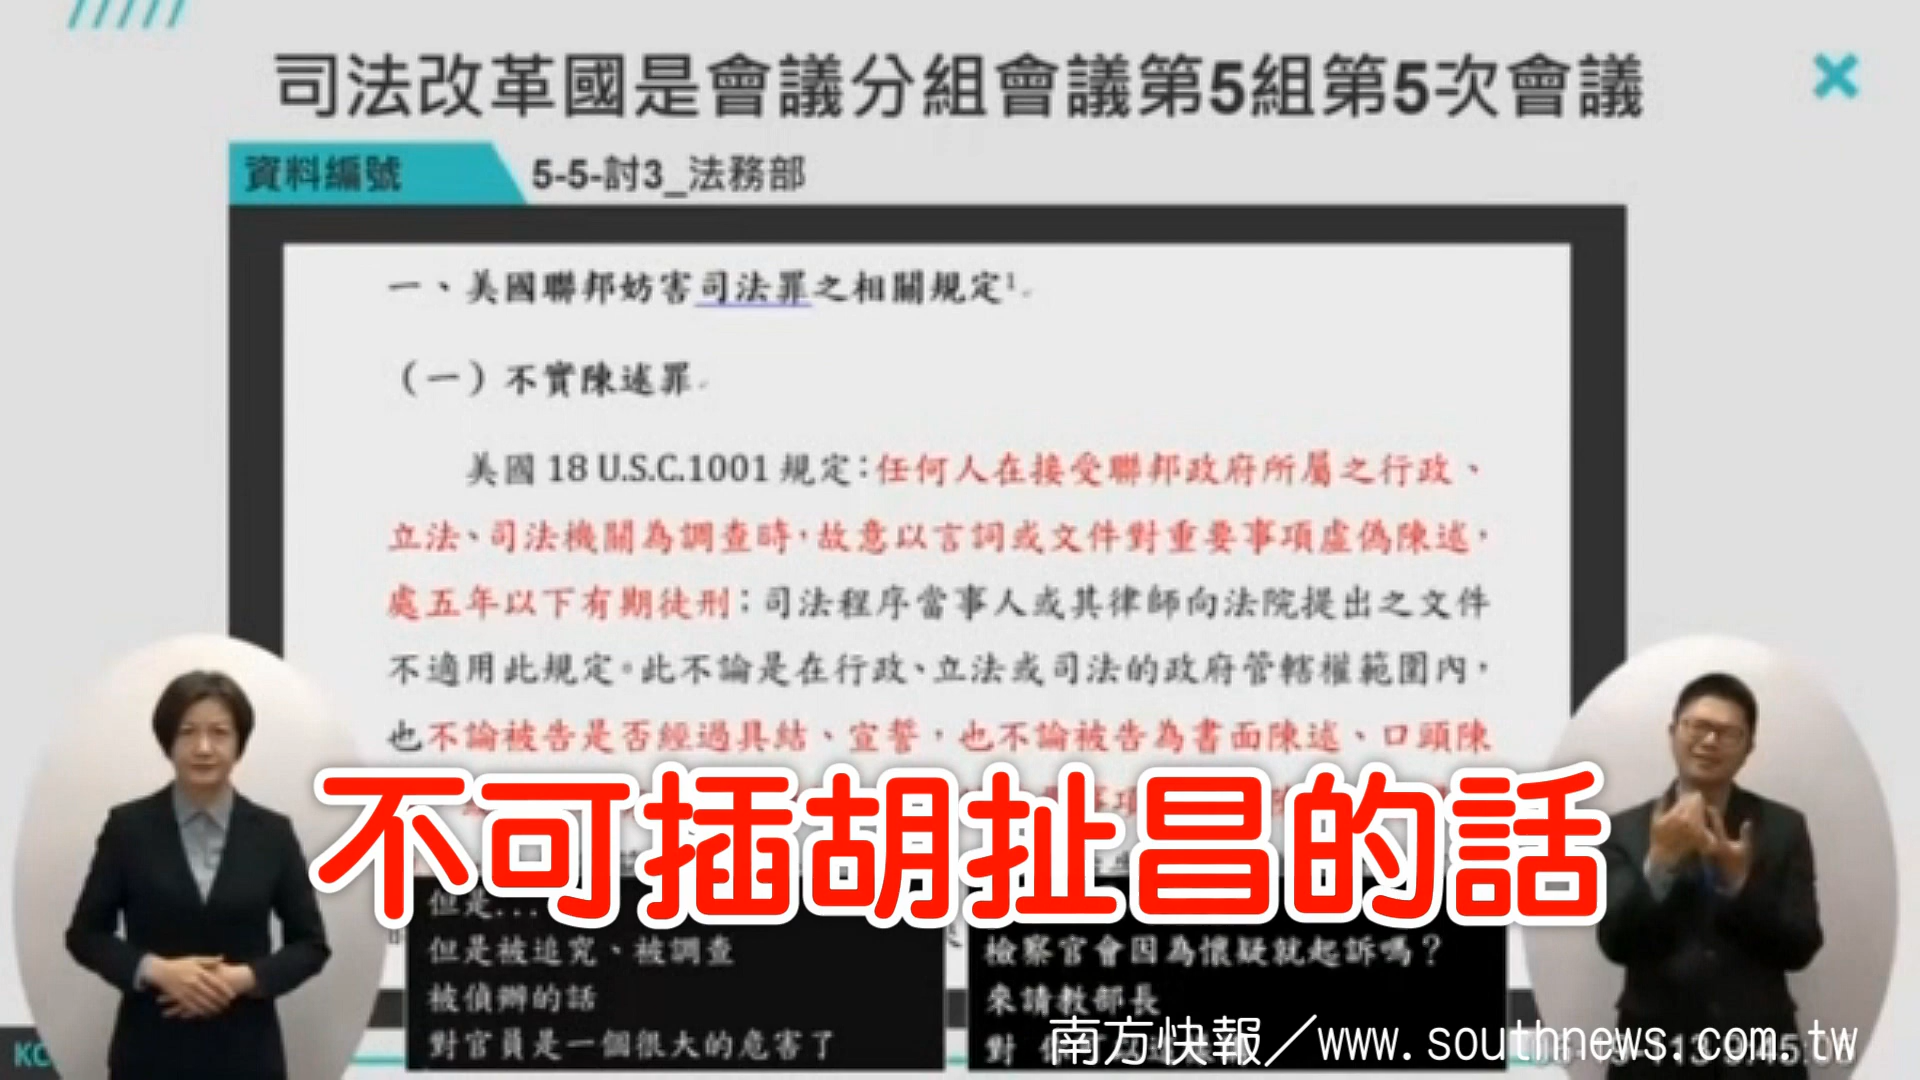 司法改革國是會議分組會議第5組第5次會議
資料編號
5-5-討3_法務部
一、美國聯邦妨害司法罪之相關規定1
（一）不實陳述罪
美國 18 U.S.C.1001 規定：任何人在接受聯邦政府所屬之行政、
立法、司法機關為調查時，故意以言詞或文件對重要事項虛偽陳述，
處五年以下有期徒刑；司法程序當事人或其律師向法院提出之文件
不適用此規定。此不論是在行政、立法或司法的政府管轄權範圍內，
也不論被告是否經過具結、宣誓，也不論被告為書面陳述、口頭陳
不可插胡扯昌的話
但是...
但是被追究、被調查
被偵辦的話
對官員是一個很大的危害了
檢察官會因為懷疑就起訴嗎？
來請教部長
對
南方快報／www.southnews.com.tw
KC